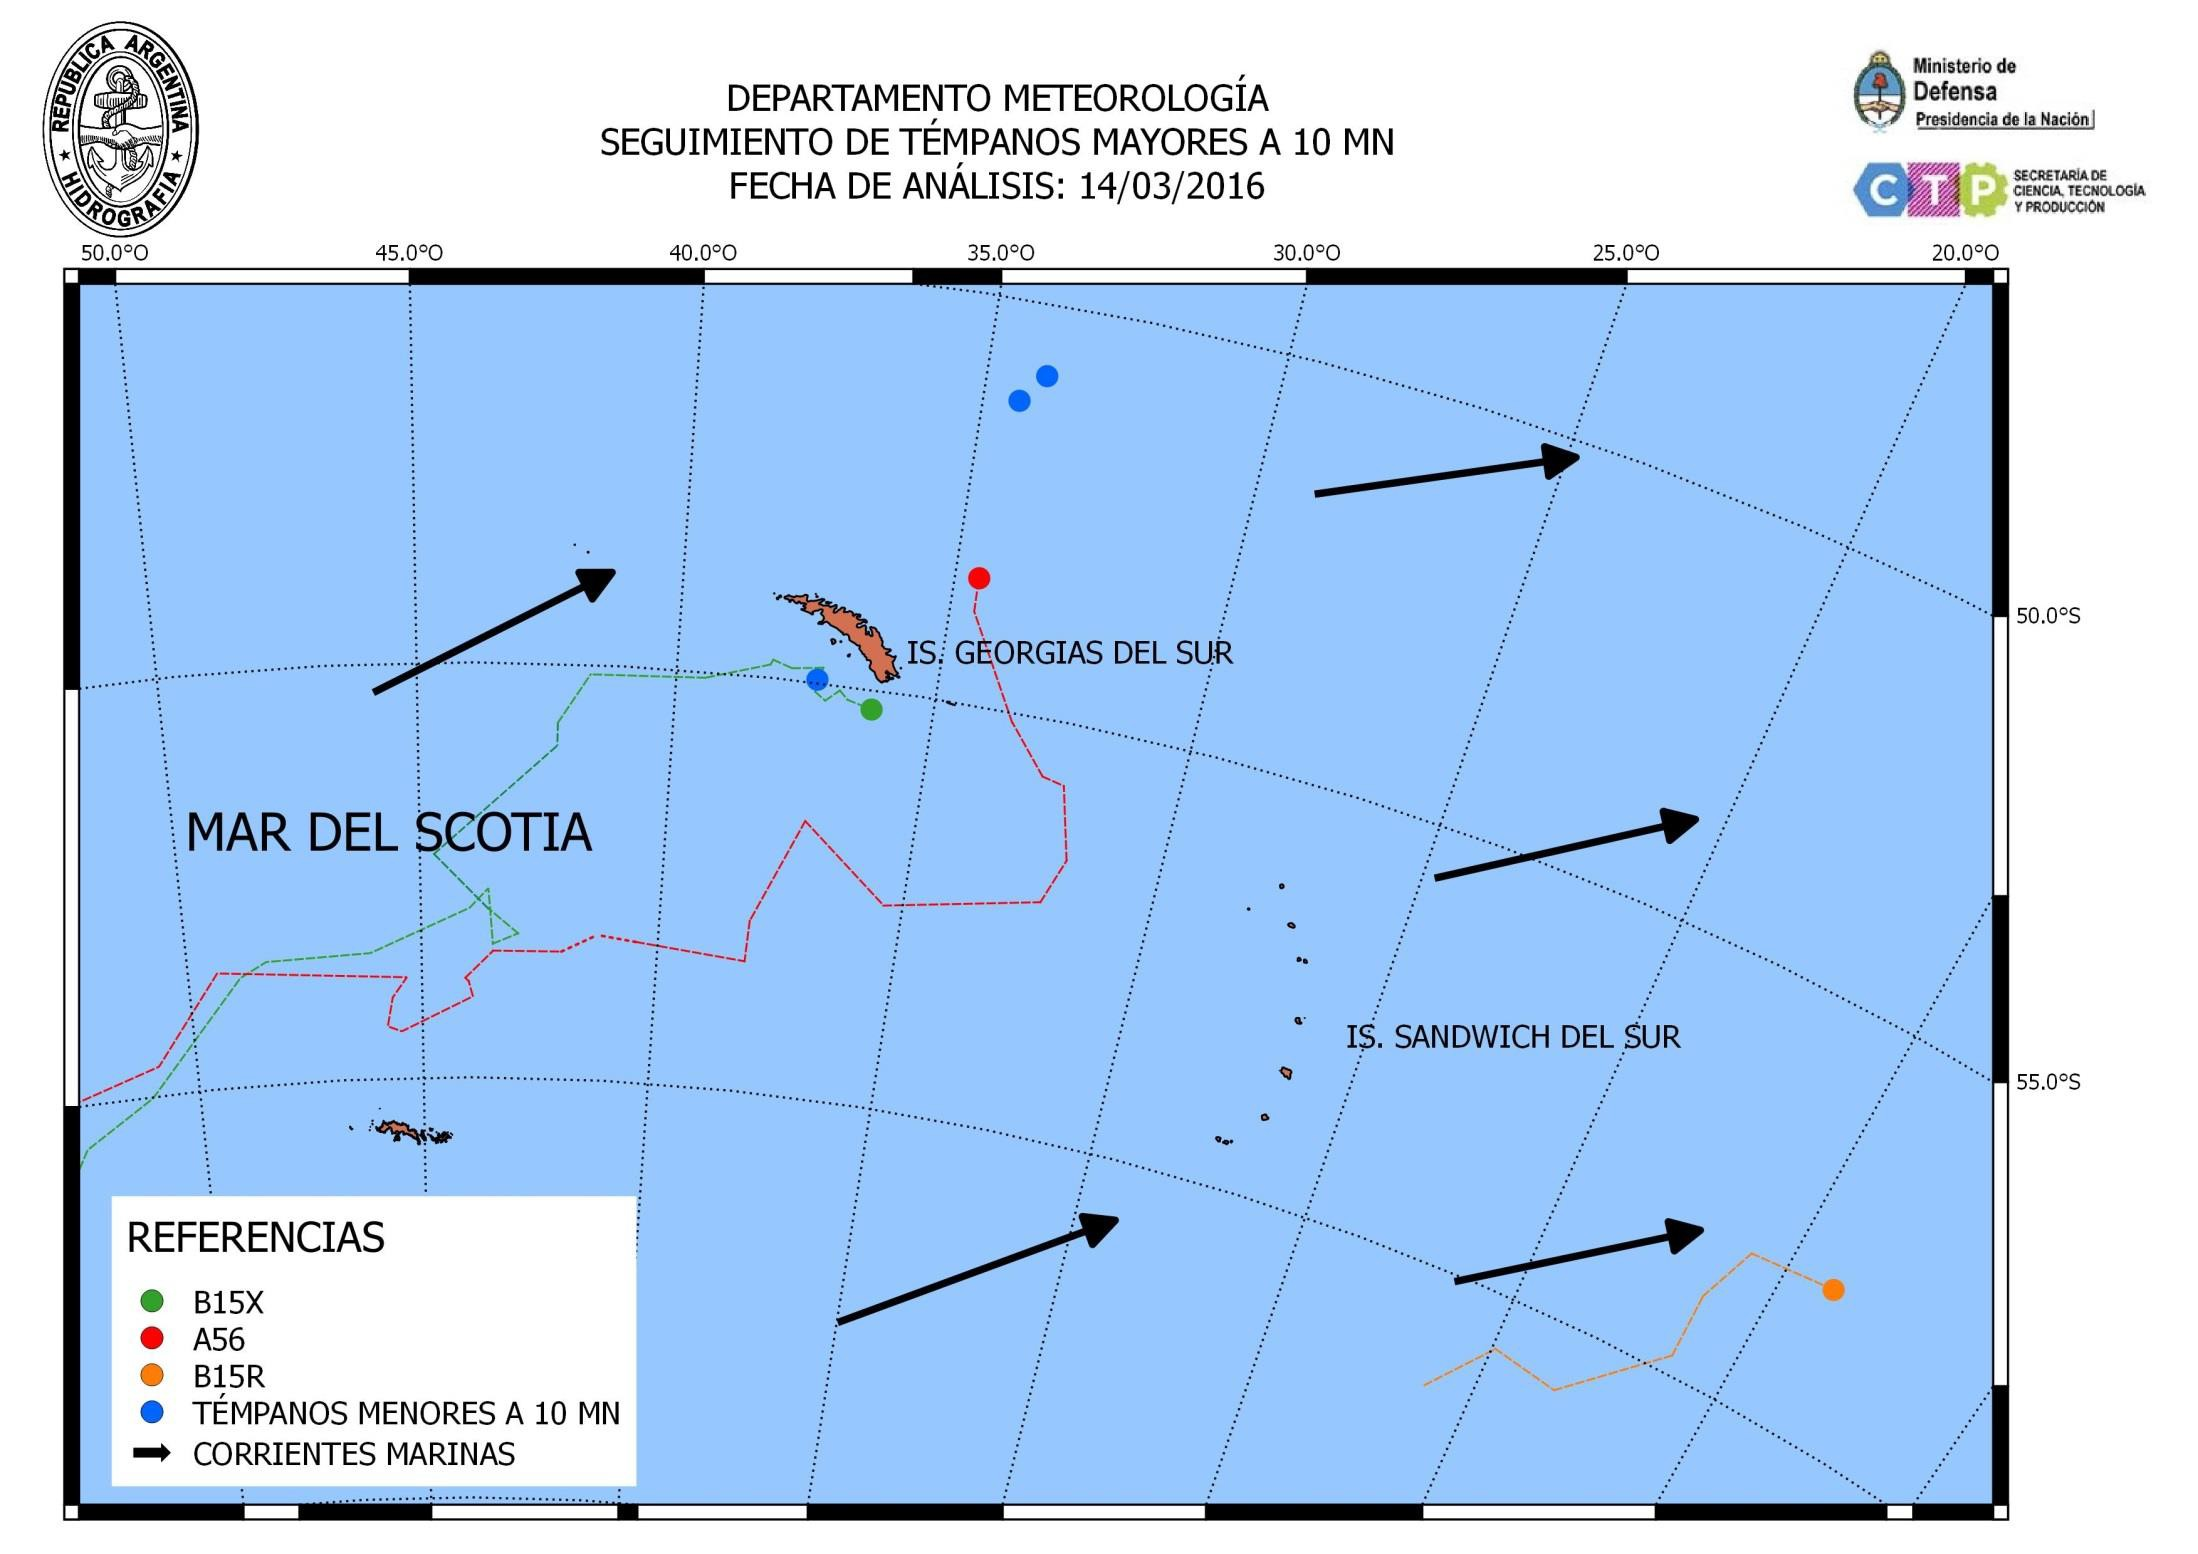 REPUBLICA ARGENTINA
★ HIDROGRAFIA ★
DEPARTAMENTO METEOROLOGÍA
SEGUIMIENTO DE TÉMPANOS MAYORES A 10 MN
FECHA DE ANÁLISIS: 14/03/2016
Ministerio de
Defensa
Presidencia de la Nación
CTP
SECRETARÍA DE
CIENCIA, TECNOLOGÍA
Y PRODUCCIÓN
50.0°O 45.0°O 40.0°O 35.0°O 30.0°O 25.0°O 20.0°O
50.0°S
IS. GEORGIAS DEL SUR
MAR DEL SCOTIA
IS. SANDWICH DEL SUR
55.0°S
REFERENCIAS
B15X
A56
B15R
TÉMPANOS MENORES A 10 MN
CORRIENTES MARINAS